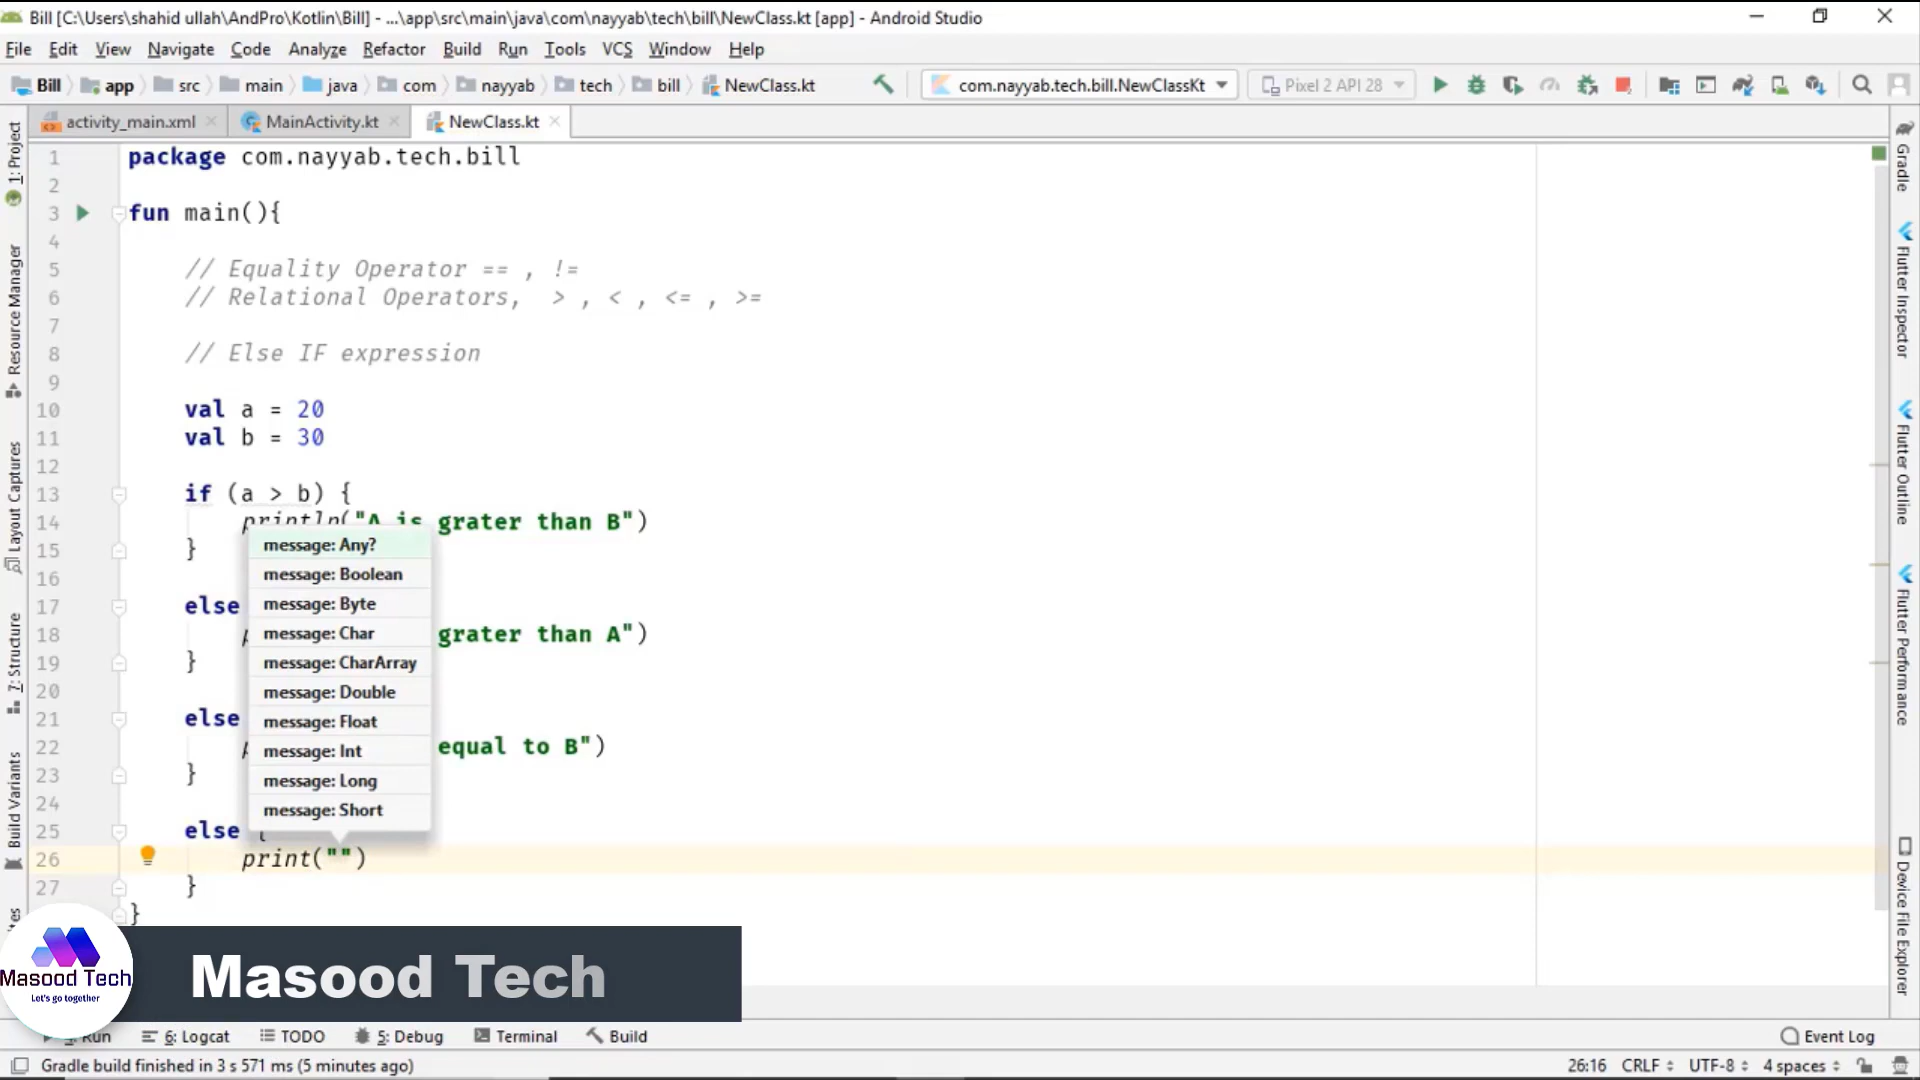 Bill [C:\Users\shahid ullah\AndPro\Kotlin\Bill] - ...\app\src\main\java\com\nayyab\tech\bill\NewClass.kt [app] - Android Studio
File Edit View Navigate Code Analyze Refactor Build Run Tools VCS Window Help
Bill app src main java com nayyab tech bill NewClass.kt com.nayyab.tech.bill.NewClassKt Pixel 2 API 28
activity_main.xml MainActivity.kt NewClass.kt
1 package com.nayyab.tech.bill
2
3 fun main(){
4
5 // Equality Operator == , !=
6 // Relational Operators, > , < , <= , >=
7
8 // Else IF expression
9
10 val a = 20
11 val b = 30
12
13 if (a > b) {
14 println("A is grater than B")
15 }
16
17 else
18 grater than A")
19 }
20
21 else
22 equal to B")
23 }
24
25 else {
26 print("")
27 }
}
message: Any?
message: Boolean
message: Byte
message: Char
message: CharArray
message: Double
message: Float
message: Int
message: Long
message: Short
1: Project
Resource Manager
Layout Captures
7: Structure
Build Variants
Gradle
Flutter Inspector
Flutter Outline
Flutter Performance
Device File Explorer
Masood Tech
Let's go together
Masood Tech
Run 6: Logcat TODO 5: Debug Terminal Build Event Log
Gradle build finished in 3 s 571 ms (5 minutes ago) 26:16 CRLF UTF-8 4 spaces